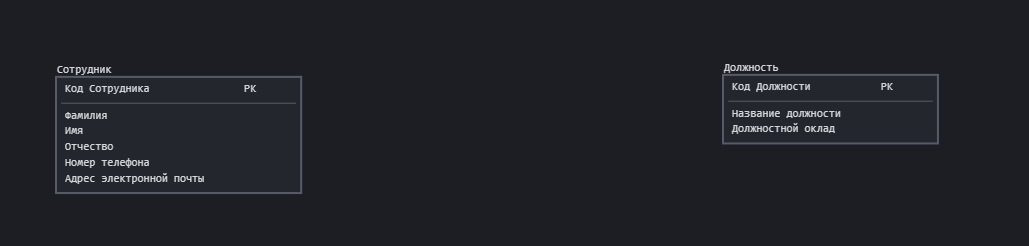 Сотрудник
Код Сотрудника PK
Фамилия
Имя
Отчество
Номер телефона
Адрес электронной почты
Должность
Код Должности PK
Название должности
Должностной оклад